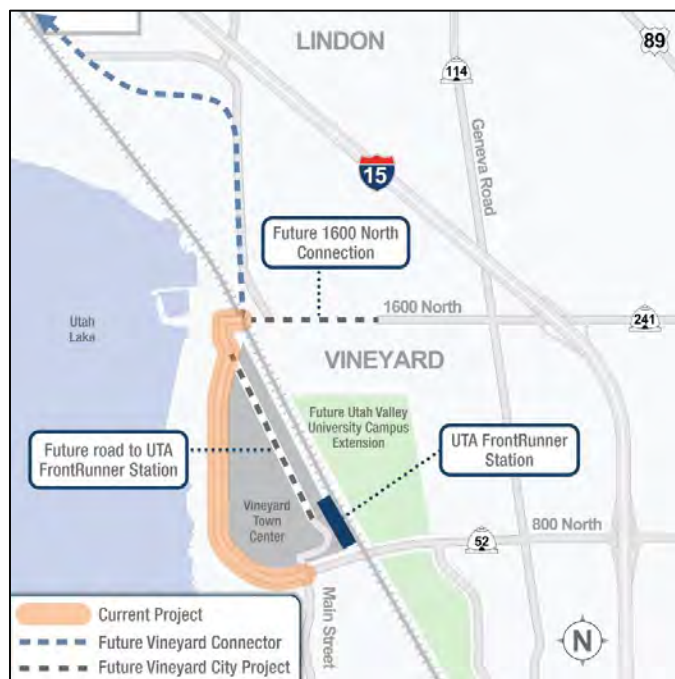 LINDON
89
114
Geneva Road
15
Future 1600 North
Connection
1600 North
241
Utah
Lake
VINEYARD
Future Utah Valley
University Campus
Extension
UTA FrontRunner
Station
Future road to UTA
FrontRunner Station
Vineyard
Town
Center
800 North
52
Main Street
Current Project
Future Vineyard Connector
Future Vineyard City Project
N